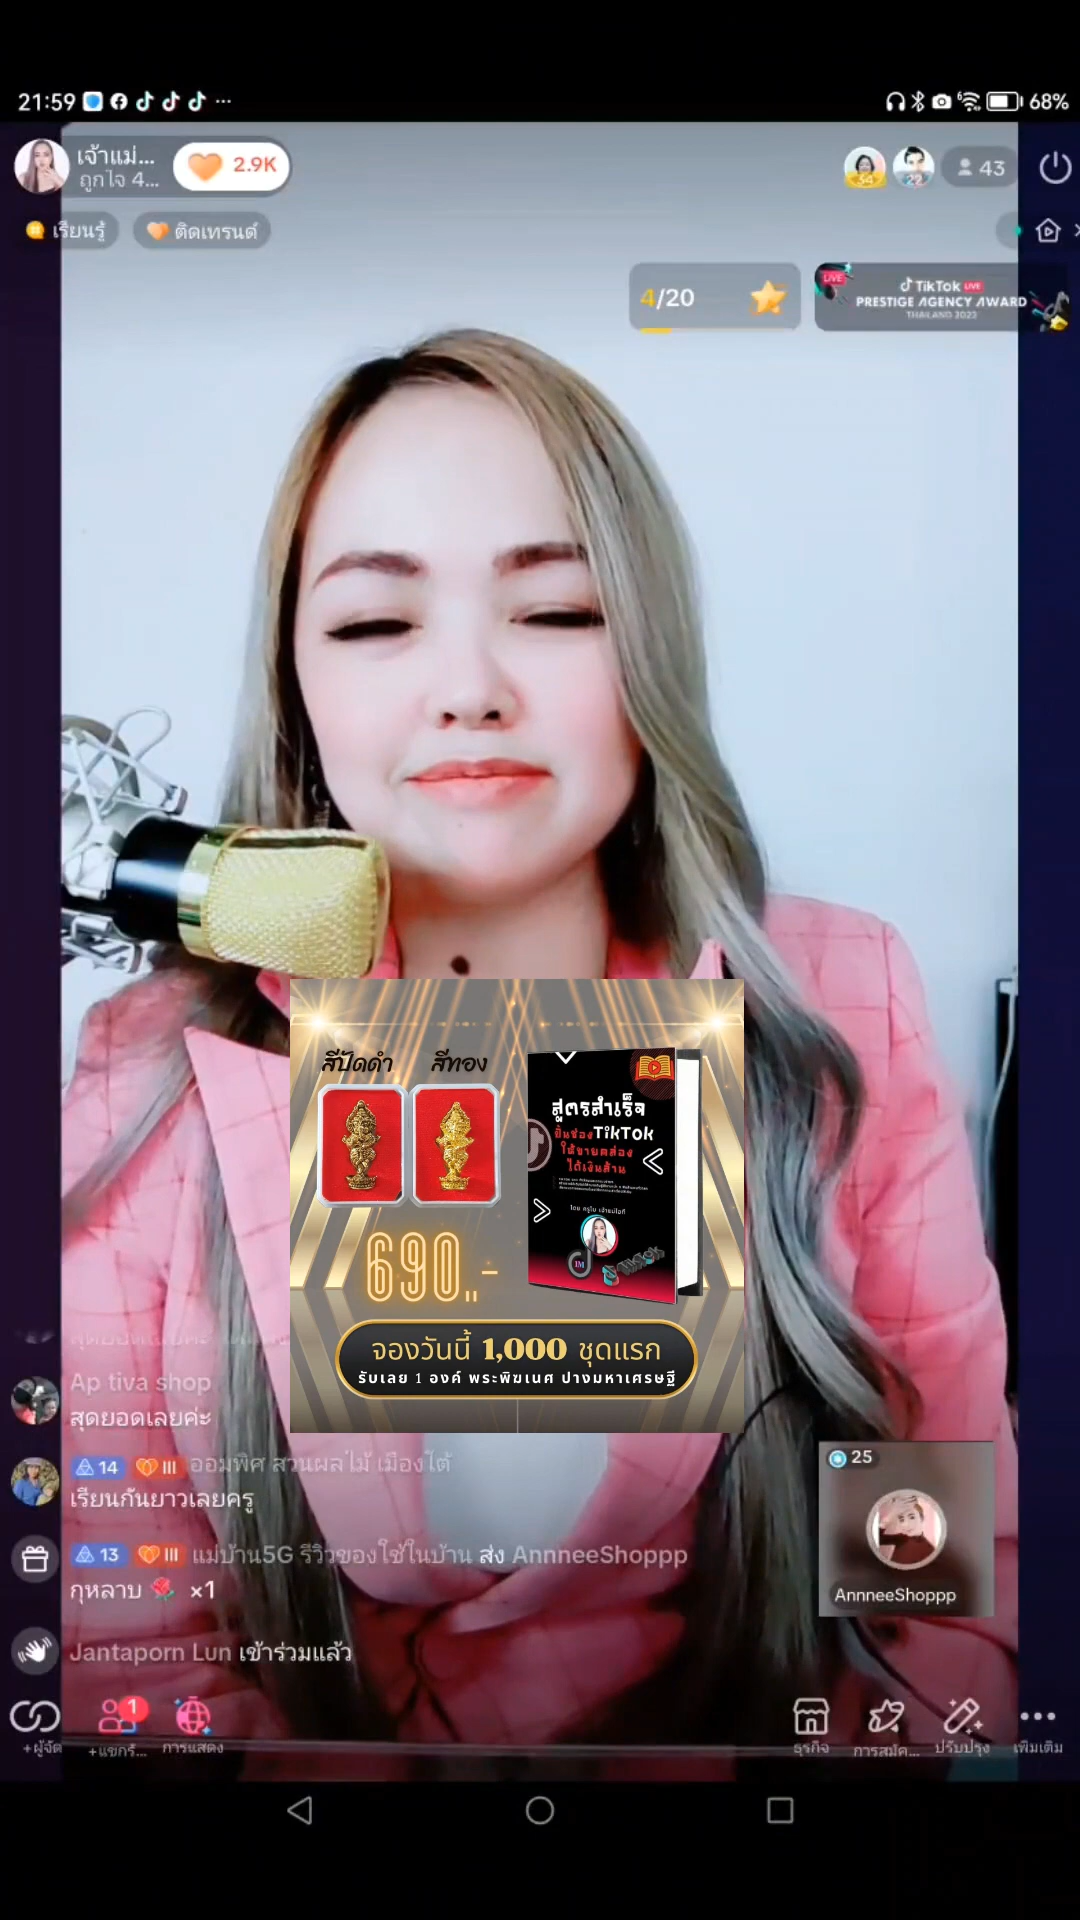 21:59
68%
เจ้าแม่...
ถูกใจ 4...
2.9K
34
22
43
เรียนรู้
ติดเทรนด์
4/20
LIVE
TikTok LIVE
PRESTIGE AGENCY AWARD
THAILAND 2023
สีปัดดำ สีทอง
สูตรสำเร็จ
ปั้นช่อง TikTok
ให้ขายคล่อง
ได้เงินล้าน
690.-
จองวันนี้ 1,000 ชุดแรก
รับเลย 1 องค์ พระพิฆเนศ ปางมหาเศรษฐี
Ap tiva shop
สุดยอดเลยค่ะ
14 III ออมพิศ สวนผลไม้ เมืองใต้
เรียนกันยาวเลยครู
13 III แม่บ้าน5G รีวิวของใช้ในบ้าน ส่ง AnnneeShoppp
กุหลาบ ×1
25
AnnneeShoppp
Jantaporn Lun เข้าร่วมแล้ว
1
+ผู้จัด
+แขกรั...
การแสดง
ธุรกิจ
การสมัค...
ปรับปรุง
เพิ่มเติม